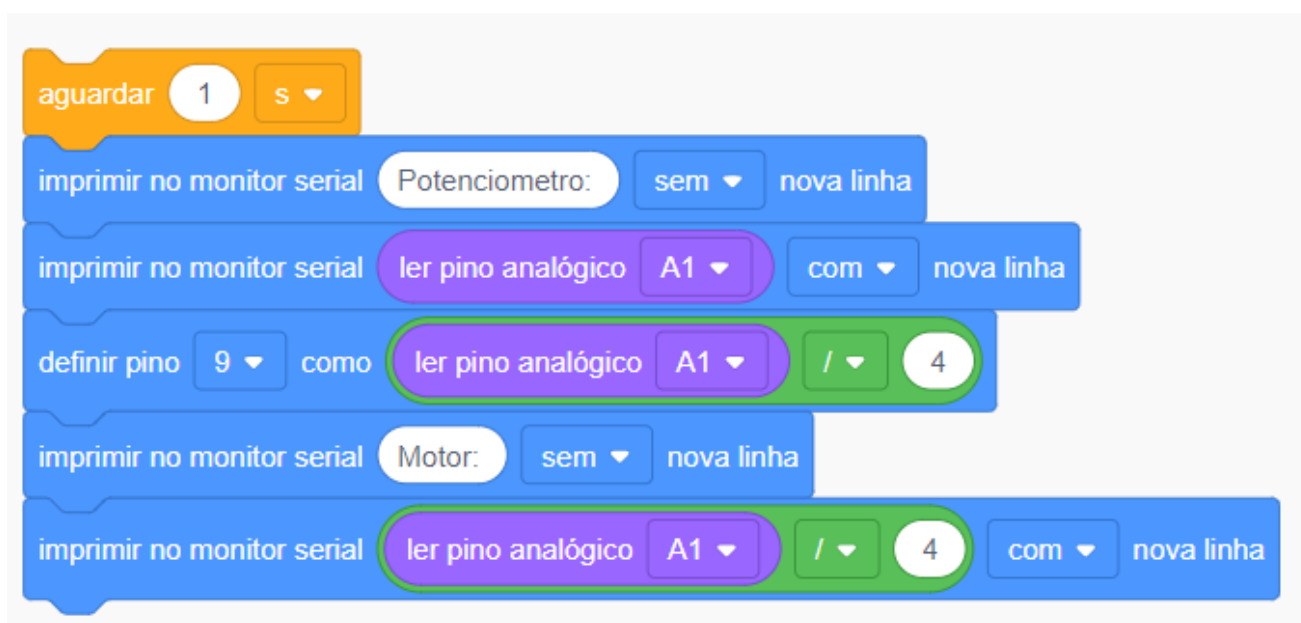 aguardar 1 s
imprimir no monitor serial Potenciometro: sem nova linha
imprimir no monitor serial ler pino analógico A1 com nova linha
definir pino 9 como ler pino analógico A1 / 4
imprimir no monitor serial Motor: sem nova linha
imprimir no monitor serial ler pino analógico A1 / 4 com nova linha